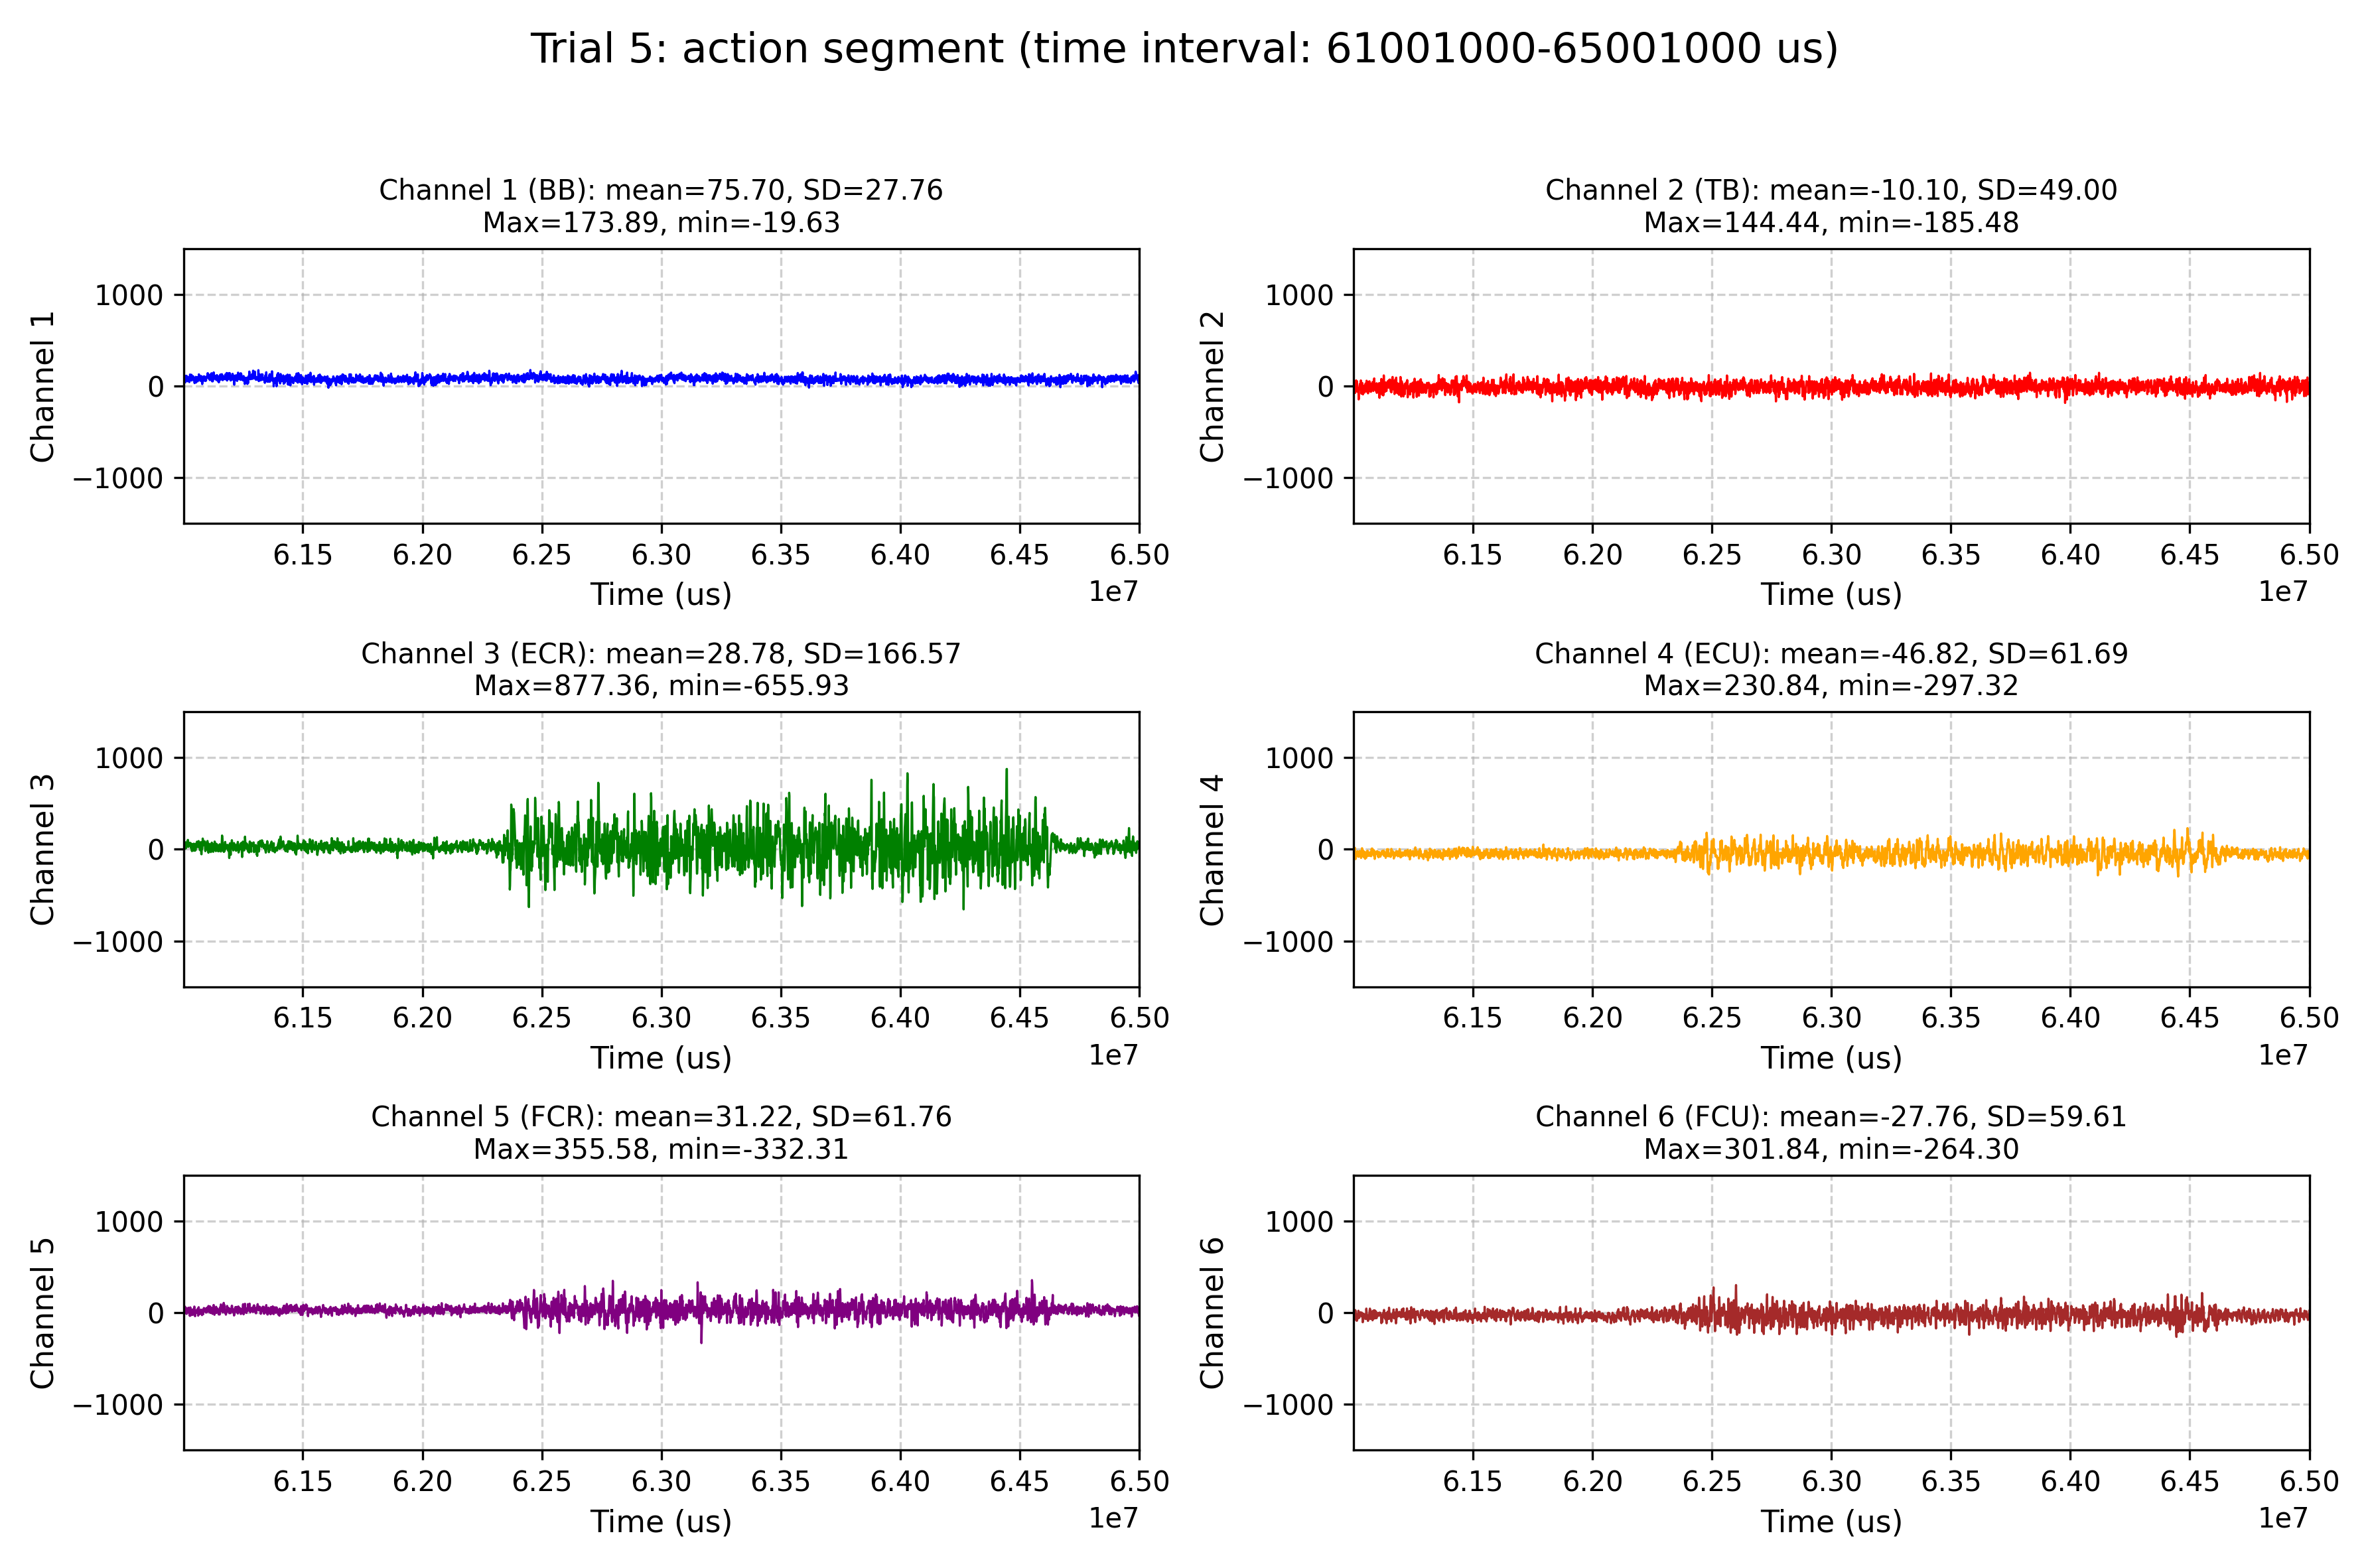 Trial 5: action segment (time interval: 61001000-65001000 us)
Channel 1 (BB): mean=75.70, SD=27.76
Max=173.89, min=-19.63
Channel 1
1000
0
−1000
6.15 6.20 6.25 6.30 6.35 6.40 6.45 6.50
Time (us)
1e7
Channel 2 (TB): mean=-10.10, SD=49.00
Max=144.44, min=-185.48
Channel 2
1000
0
−1000
6.15 6.20 6.25 6.30 6.35 6.40 6.45 6.50
Time (us)
1e7
Channel 3 (ECR): mean=28.78, SD=166.57
Max=877.36, min=-655.93
Channel 3
1000
0
−1000
6.15 6.20 6.25 6.30 6.35 6.40 6.45 6.50
Time (us)
1e7
Channel 4 (ECU): mean=-46.82, SD=61.69
Max=230.84, min=-297.32
Channel 4
1000
0
−1000
6.15 6.20 6.25 6.30 6.35 6.40 6.45 6.50
Time (us)
1e7
Channel 5 (FCR): mean=31.22, SD=61.76
Max=355.58, min=-332.31
Channel 5
1000
0
−1000
6.15 6.20 6.25 6.30 6.35 6.40 6.45 6.50
Time (us)
1e7
Channel 6 (FCU): mean=-27.76, SD=59.61
Max=301.84, min=-264.30
Channel 6
1000
0
−1000
6.15 6.20 6.25 6.30 6.35 6.40 6.45 6.50
Time (us)
1e7